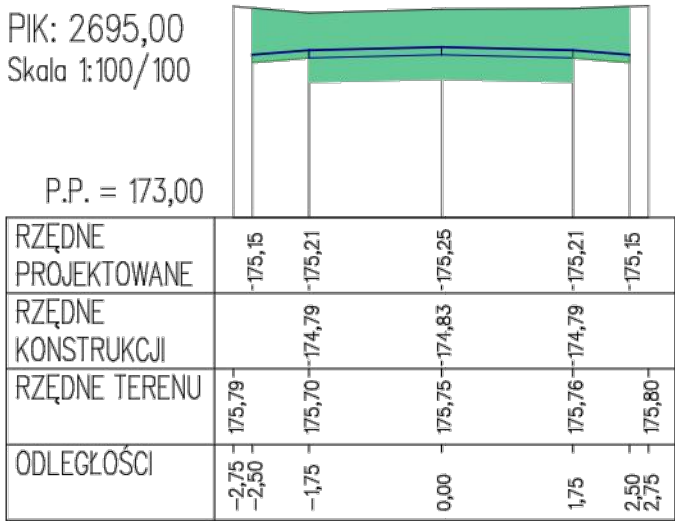 PIK: 2695,00
Skala 1:100/100
P.P. = 173,00
RZĘDNE
PROJEKTOWANE
175,15 175,21 175,25 175,21 175,15
RZĘDNE
KONSTRUKCJI
174,79 174,83 174,79
RZĘDNE TERENU
175,79 175,70 175,75 175,76 175,80
ODLEGŁOŚCI
-2,75 -2,50 -1,75 0,00 1,75 2,50 2,75